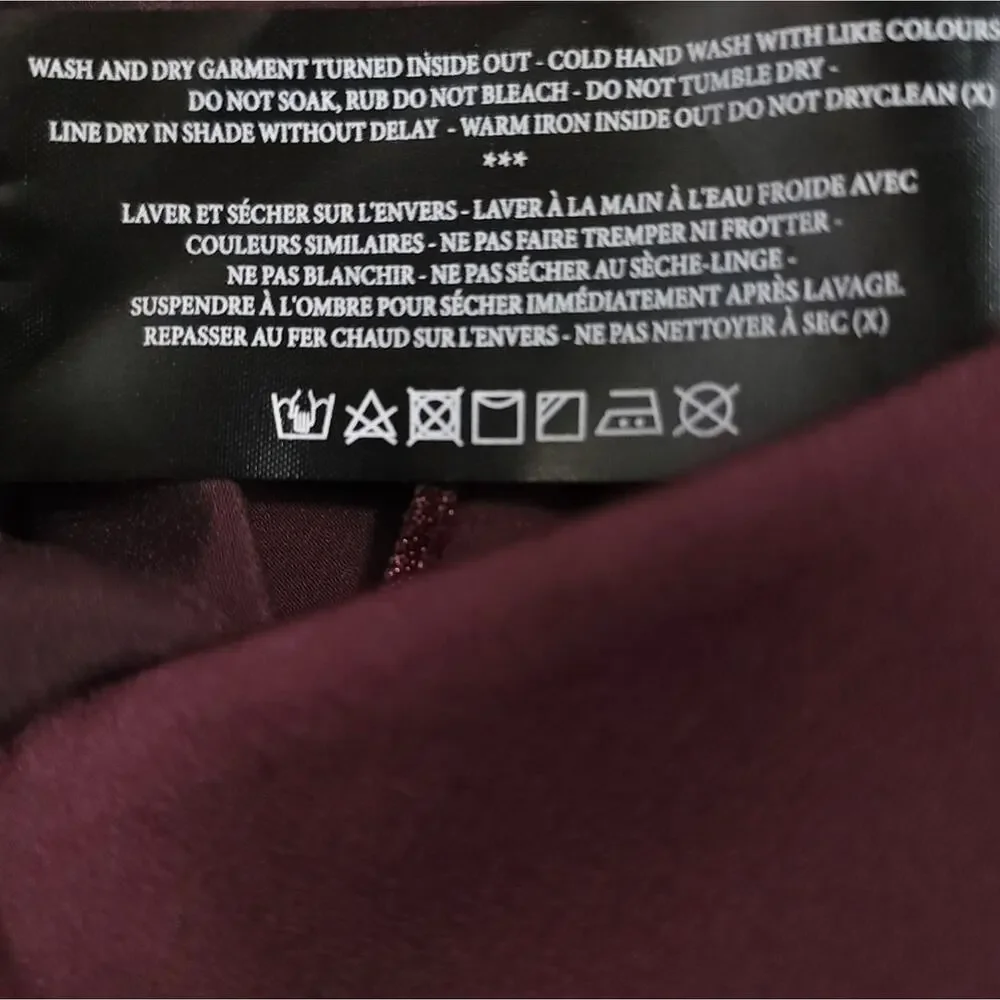 WASH AND DRY GARMENT TURNED INSIDE OUT - COLD HAND WASH WITH LIKE COLOURS
DO NOT SOAK, RUB DO NOT BLEACH - DO NOT TUMBLE DRY -
LINE DRY IN SHADE WITHOUT DELAY - WARM IRON INSIDE OUT DO NOT DRYCLEAN (X)
***
LAVER ET SÉCHER SUR L'ENVERS - LAVER À LA MAIN À L'EAU FROIDE AVEC
COULEURS SIMILAIRES - NE PAS FAIRE TREMPER NI FROTTER -
NE PAS BLANCHIR - NE PAS SÉCHER AU SÈCHE-LINGE -
SUSPENDRE À L'OMBRE POUR SÉCHER IMMÉDIATEMENT APRÈS LAVAGE.
REPASSER AU FER CHAUD SUR L'ENVERS - NE PAS NETTOYER À SEC (X)